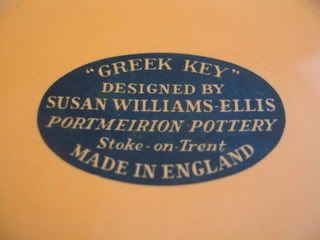 "GREEK KEY"
DESIGNED BY
SUSAN WILLIAMS-ELLIS
PORTMEIRION POTTERY
Stoke-on-Trent
MADE IN ENGLAND